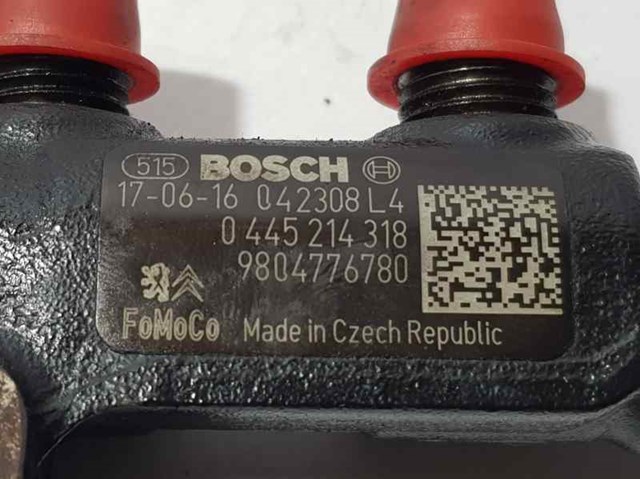 515 BOSCH
17-06-16 042308 L4
0 445 214 318
9804776780
FoMoCo Made in Czech Republic